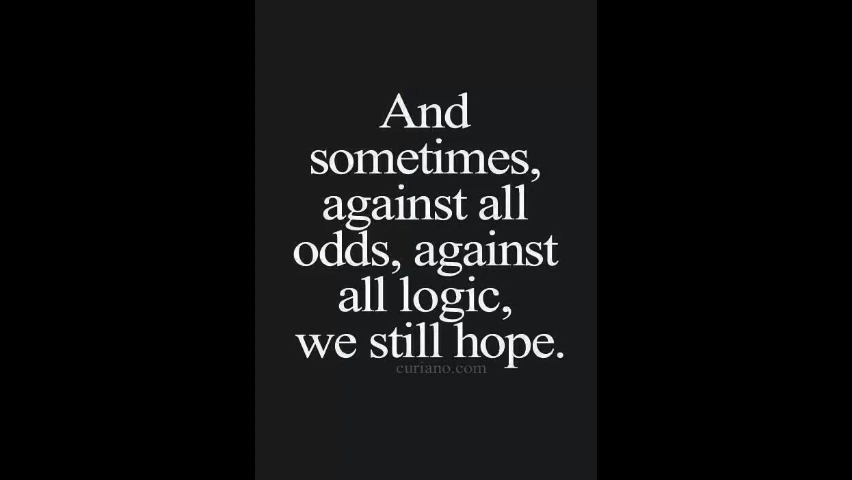 And
sometimes,
against all
odds, against
all logic,
we still hope.
curiano.com